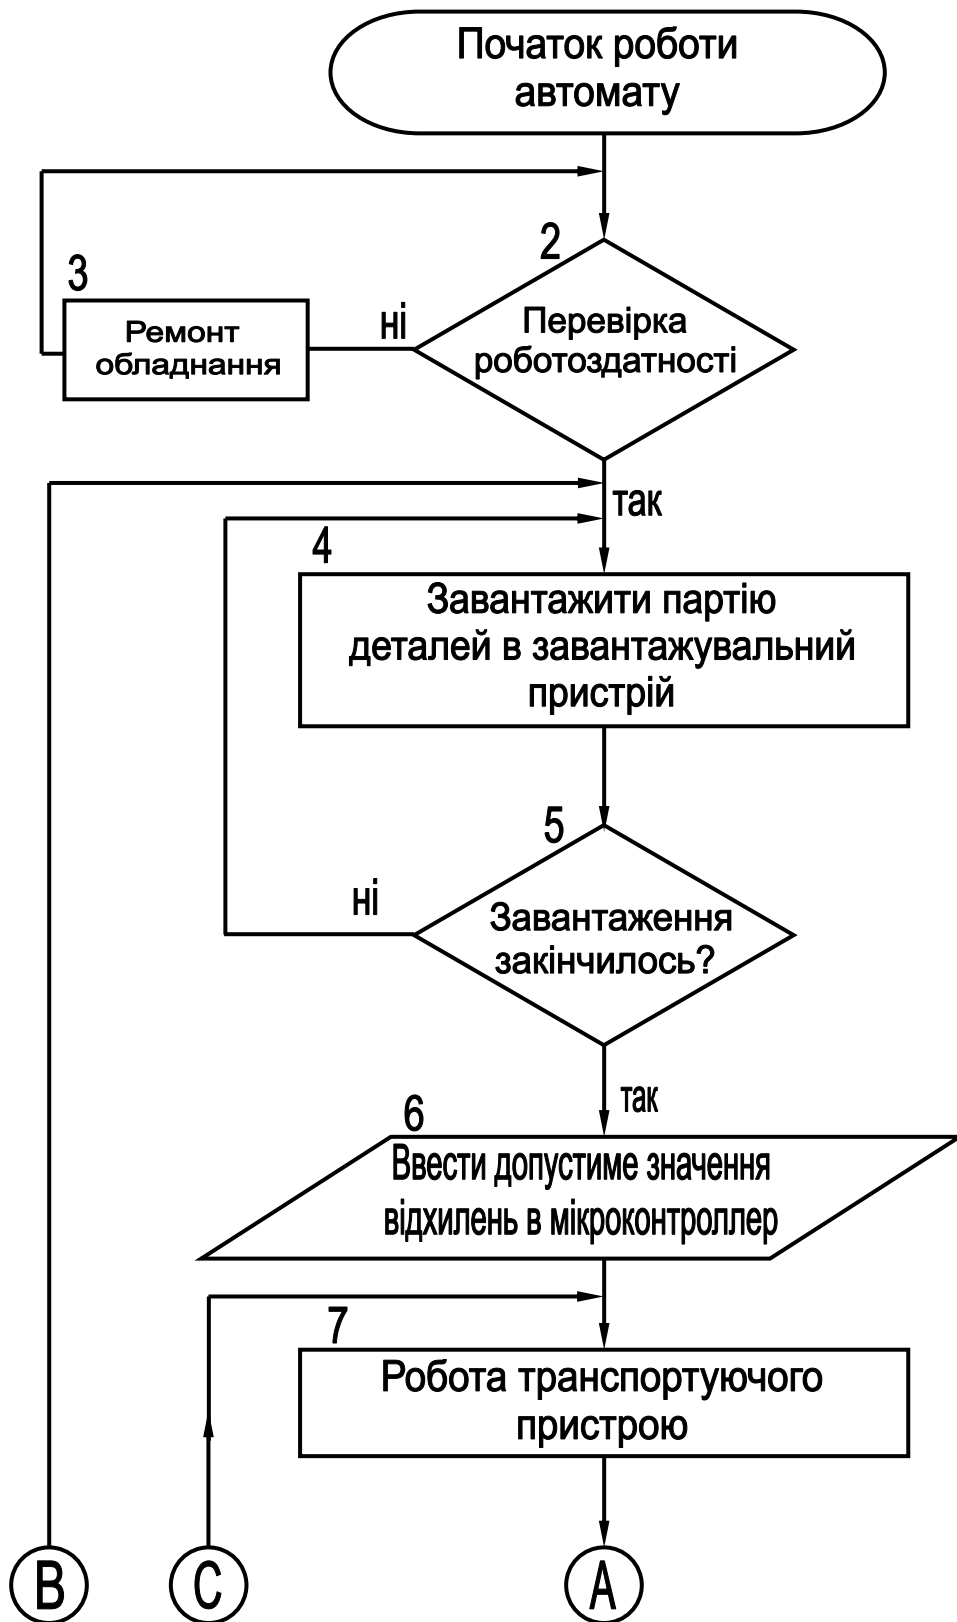 Початок роботи
автомату
2
3
ні
Перевірка
роботоздатності
Ремонт
обладнання
так
4
Завантажити партію
деталей в завантажувальний
пристрій
5
ні
Завантаження
закінчилось?
так
6
Ввести допустиме значення
відхилень в мікроконтроллер
7
Робота транспортуючого
пристрою
В
С
А